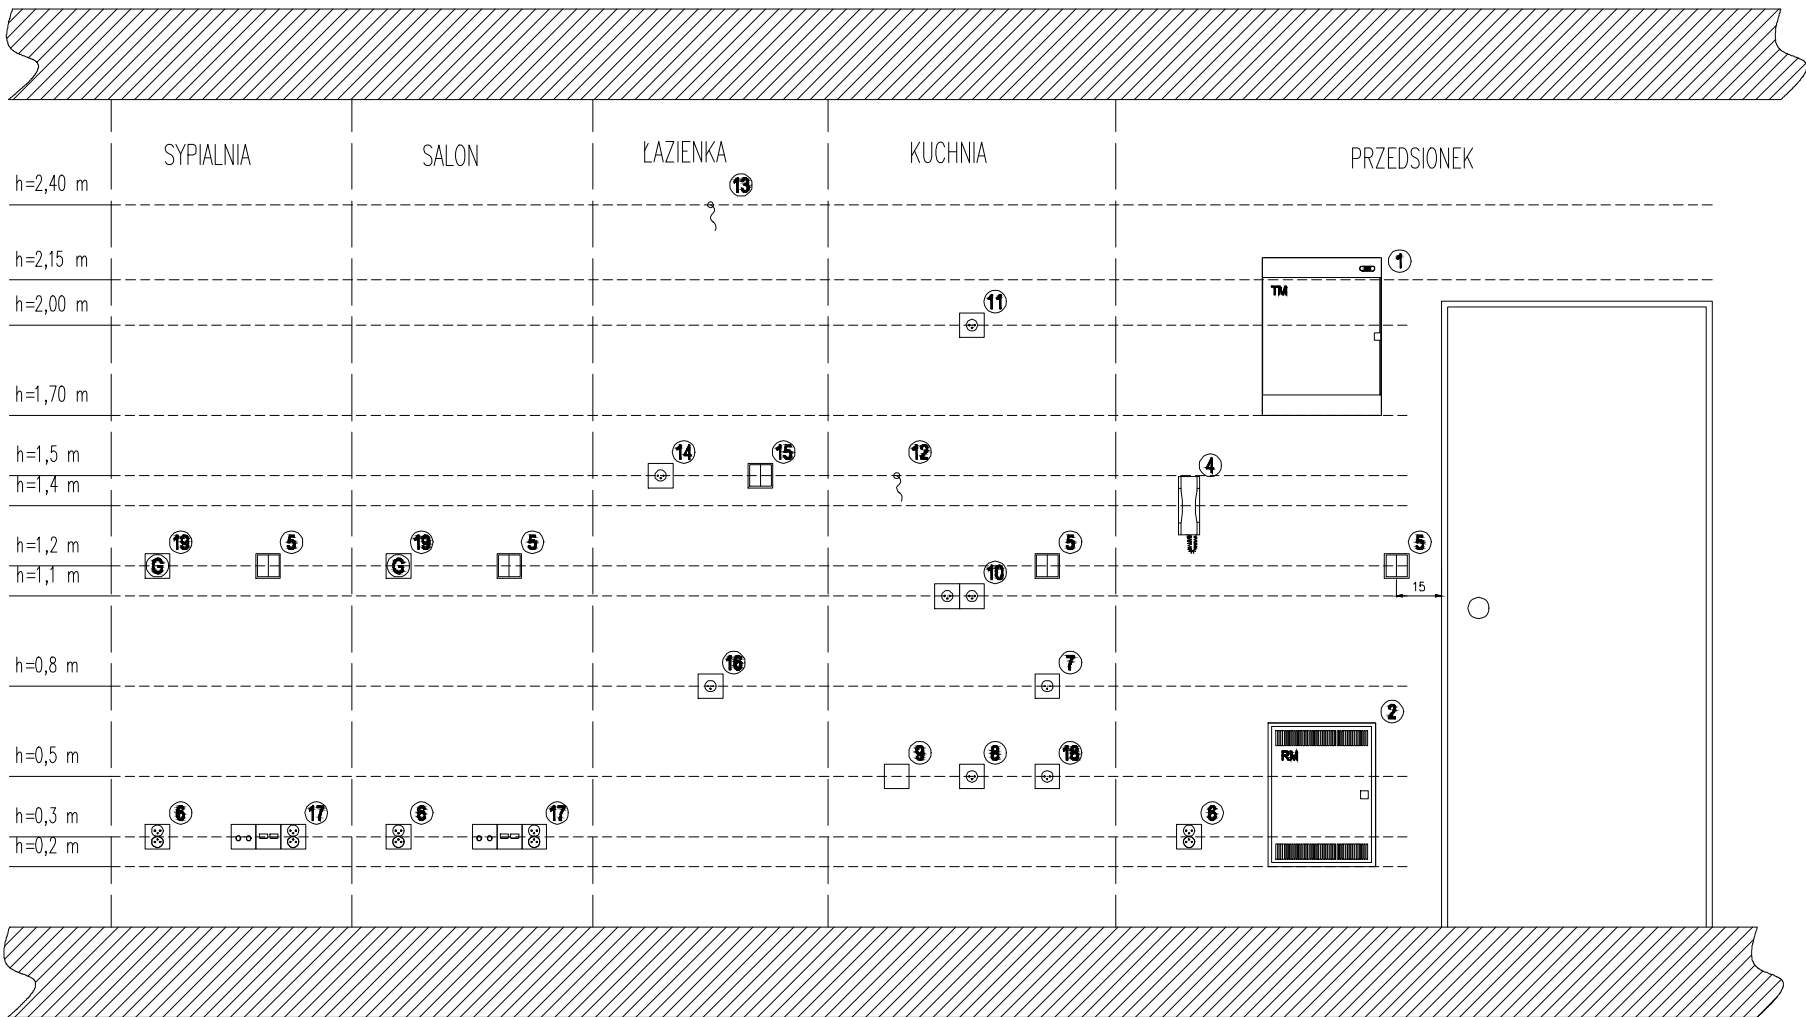 SYPIALNIA SALON ŁAZIENKA KUCHNIA PRZEDSIONEK
h=2,40 m 13
h=2,15 m 1
TM
h=2,00 m 11
h=1,70 m
h=1,5 m 14 15 12 4
h=1,4 m
h=1,2 m 19 5 19 5 5 5
G G
h=1,1 m 10 15
h=0,8 m 16 7
2
h=0,5 m 9 8 18 RM
h=0,3 m 6 17 6 17 6
h=0,2 m